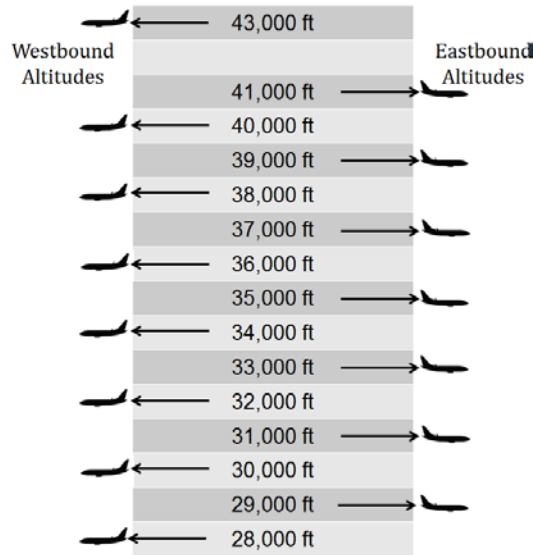 43,000 ft
Westbound
Altitudes
Eastbound
Altitudes
41,000 ft
40,000 ft
39,000 ft
38,000 ft
37,000 ft
36,000 ft
35,000 ft
34,000 ft
33,000 ft
32,000 ft
31,000 ft
30,000 ft
29,000 ft
28,000 ft